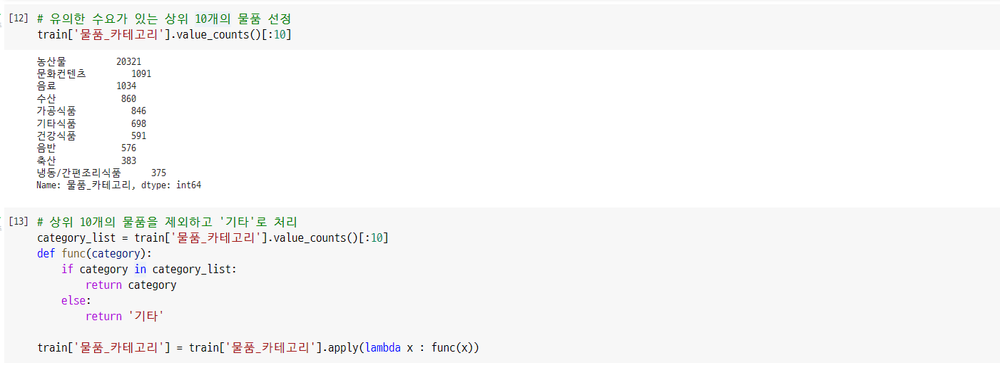 [12] # 유의한 수요가 있는 상위 10개의 물품 선정
train['물품_카테고리'].value_counts()[:10]
농산물 20321
문화컨텐츠 1091
음료 1034
수산 860
가공식품 846
기타식품 698
건강식품 591
음반 576
축산 383
냉동/간편조리식품 375
Name: 물품_카테고리, dtype: int64
[13] # 상위 10개의 물품을 제외하고 '기타'로 처리
category_list = train['물품_카테고리'].value_counts()[:10]
def func(category):
    if category in category_list:
        return category
    else:
        return '기타'
train['물품_카테고리'] = train['물품_카테고리'].apply(lambda x : func(x))